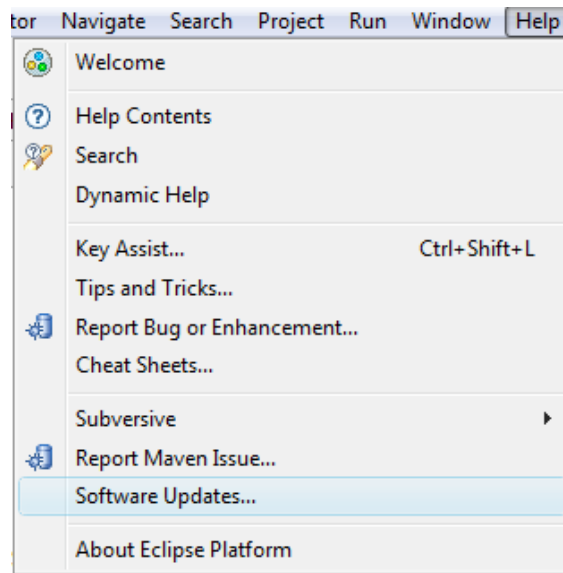 tor Navigate Search Project Run Window Help
Welcome
Help Contents
Search
Dynamic Help
Key Assist... Ctrl+Shift+L
Tips and Tricks...
Report Bug or Enhancement...
Cheat Sheets...
Subversive
Report Maven Issue...
Software Updates...
About Eclipse Platform